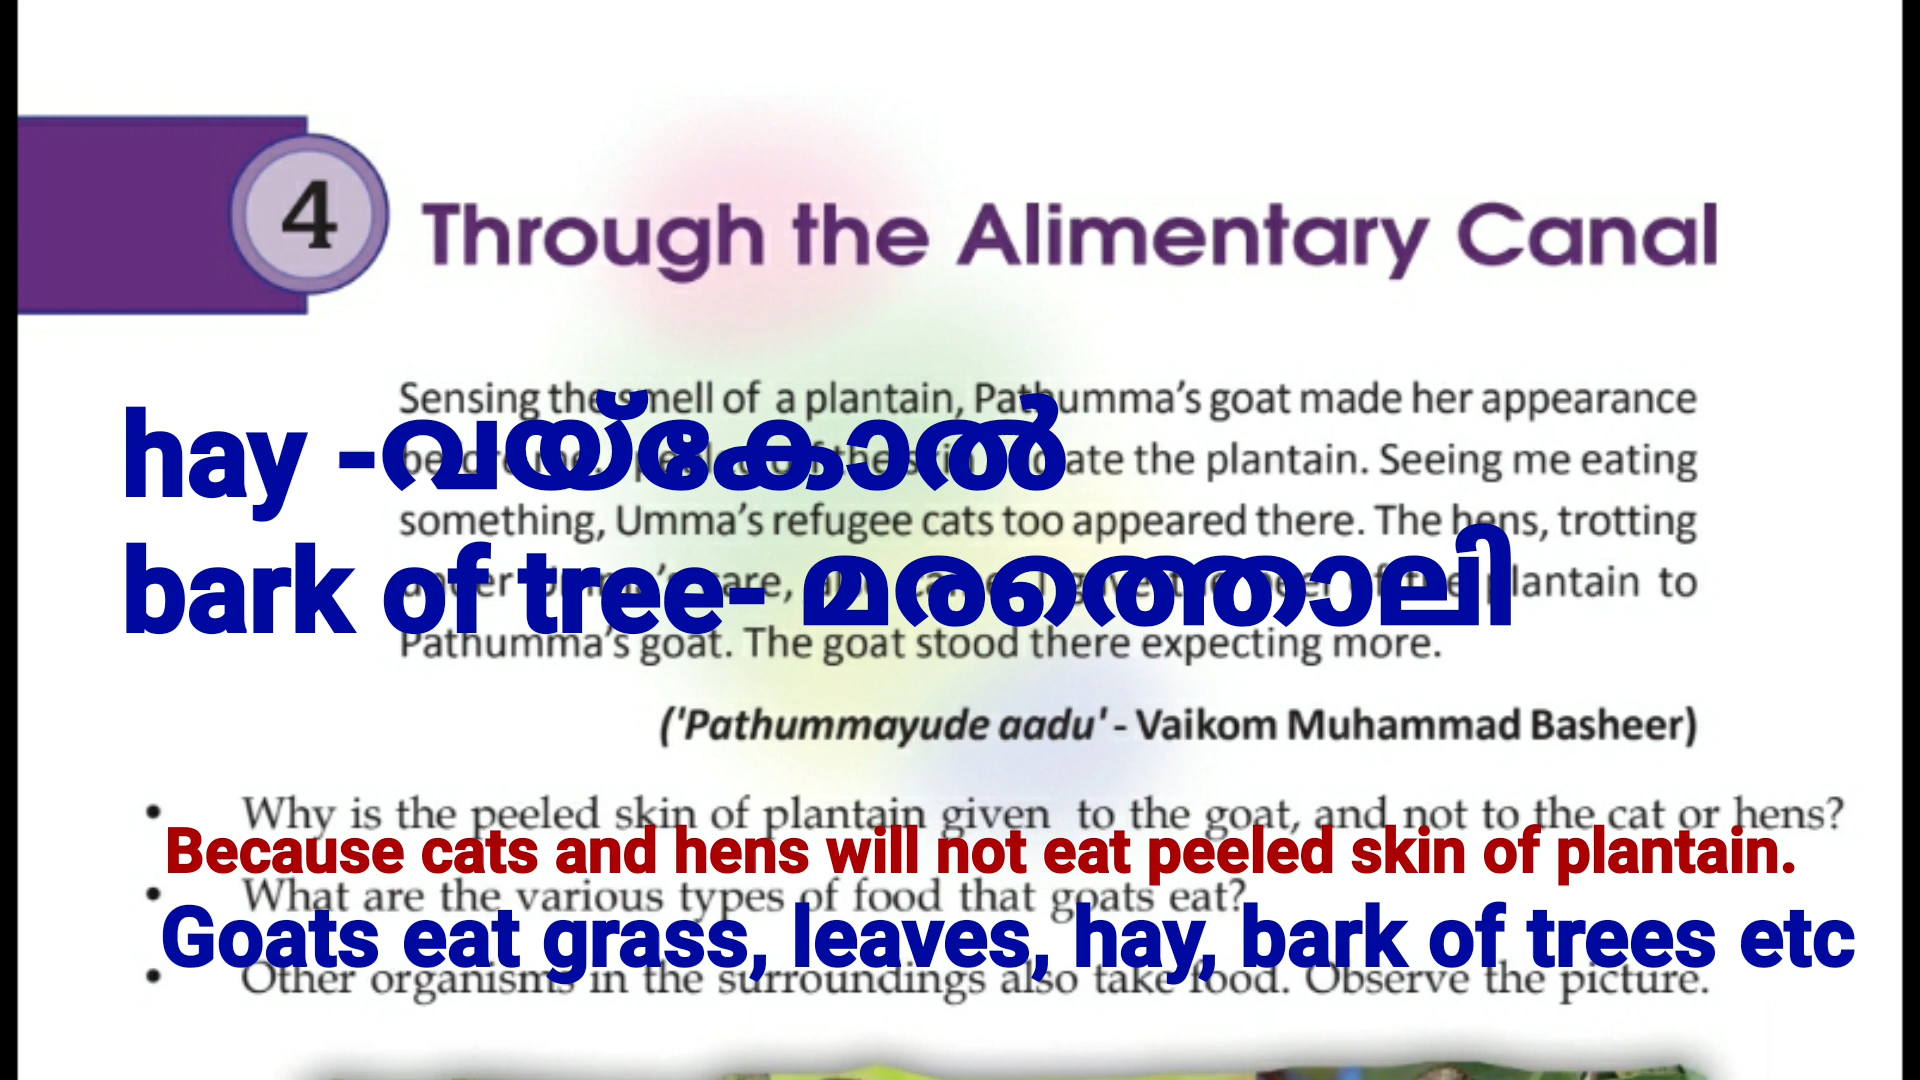 4 Through the Alimentary Canal
Sensing the smell of a plantain, Pathumma's goat made her appearance
hay -വയ്ക്കോൽ
ate the plantain. Seeing me eating
something, Umma's refugee cats too appeared there. The hens, trotting
bark of tree- മരത്തൊലി
plantain to
Pathumma's goat. The goat stood there expecting more.
('Pathummayude aadu' - Vaikom Muhammad Basheer)
• Why is the peeled skin of plantain given to the goat, and not to the cat or hens?
Because cats and hens will not eat peeled skin of plantain.
• What are the various types of food that goats eat?
Goats eat grass, leaves, hay, bark of trees etc
• Other organisms in the surroundings also take food. Observe the picture.